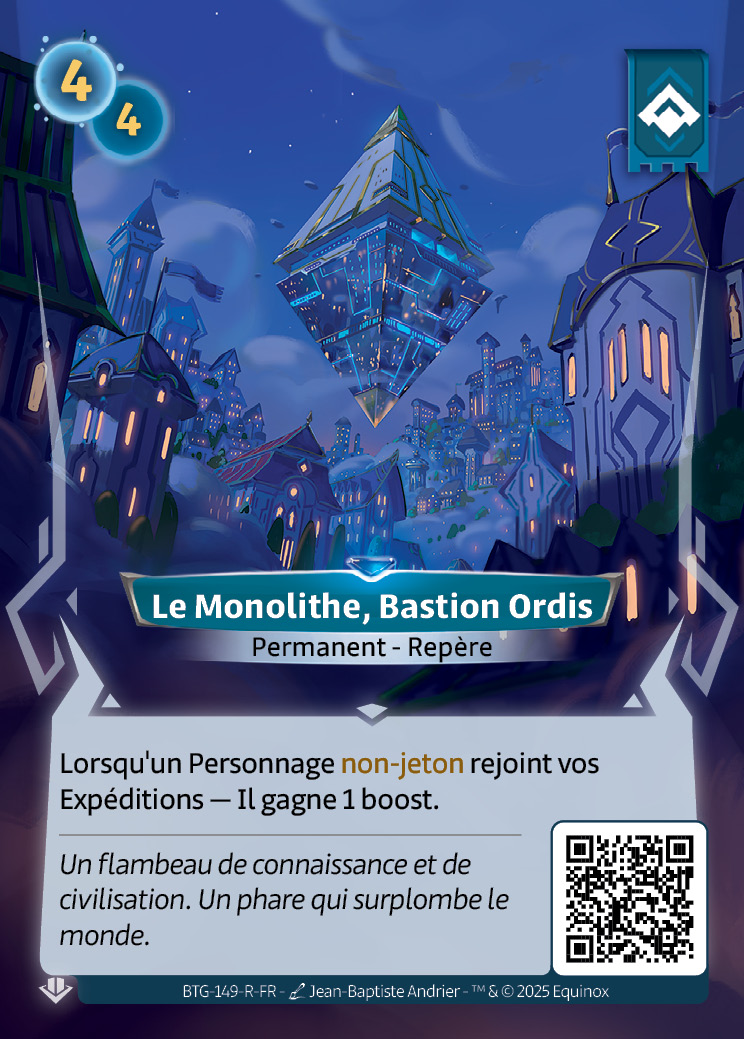 4
4
Le Monolithe, Bastion Ordis
Permanent - Repère
Lorsqu'un Personnage non-jeton rejoint vos
Expéditions — Il gagne 1 boost.
Un flambeau de connaissance et de
civilisation. Un phare qui surplombe le
monde.
BTG-149-R-FR - Jean-Baptiste Andrier - ™ & © 2025 Equinox